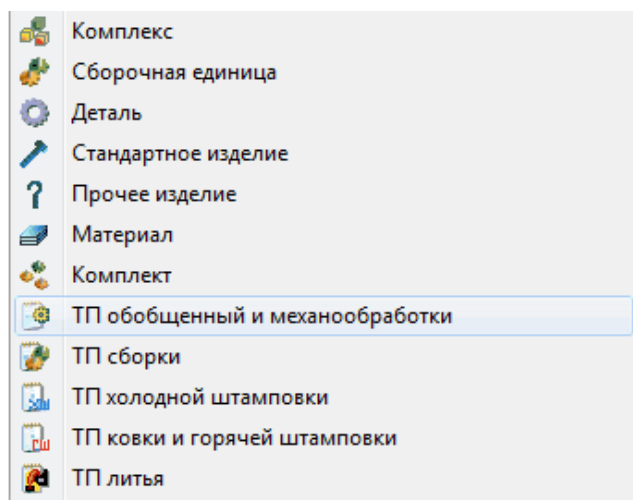 Комплекс
Сборочная единица
Деталь
Стандартное изделие
Прочее изделие
Материал
Комплект
ТП обобщенный и механообработки
ТП сборки
ТП холодной штамповки
ТП ковки и горячей штамповки
ТП литья